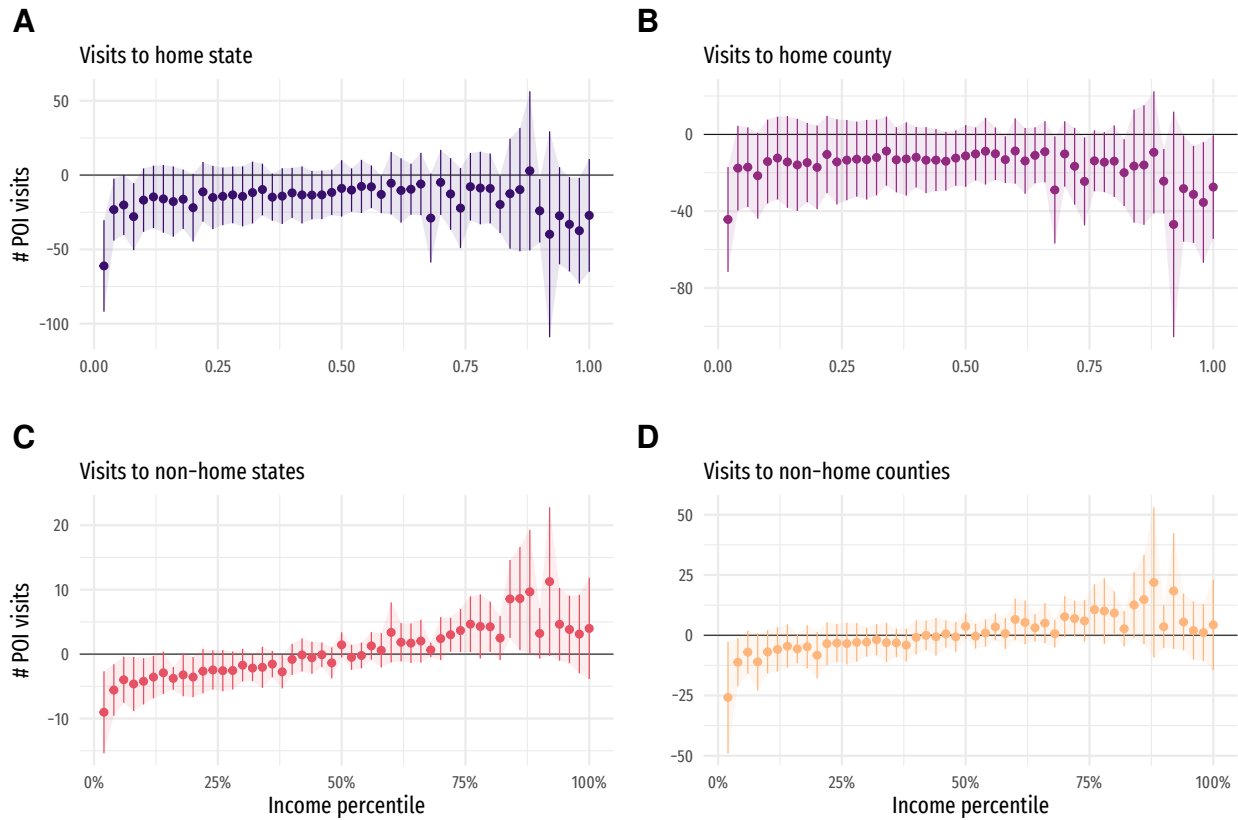 A
Visits to home state
# POI visits
50
0
−50
−100
0.00 0.25 0.50 0.75 1.00
B
Visits to home county
0
−40
−80
0.00 0.25 0.50 0.75 1.00
C
Visits to non−home states
# POI visits
20
10
0
−10
0% 25% 50% 75% 100%
Income percentile
D
Visits to non−home counties
50
25
0
−25
−50
0% 25% 50% 75% 100%
Income percentile